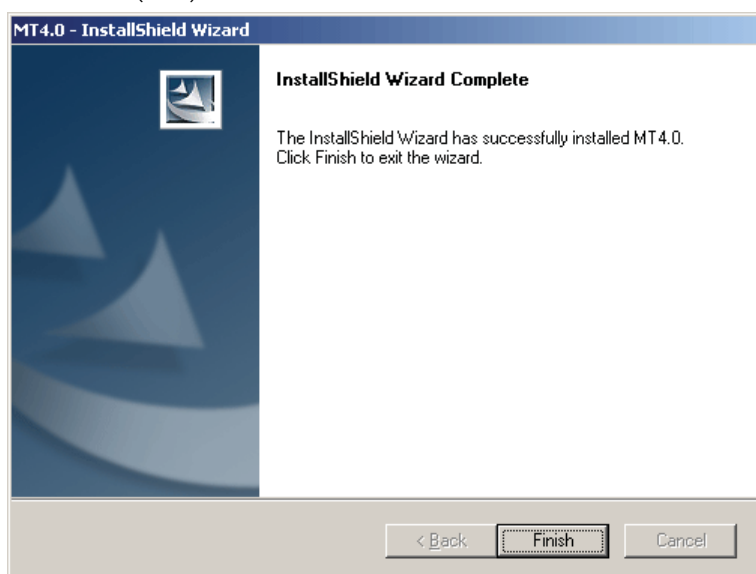 MT4.0 - InstallShield Wizard
InstallShield Wizard Complete
The InstallShield Wizard has successfully installed MT4.0.
Click Finish to exit the wizard.
< Back
Finish
Cancel